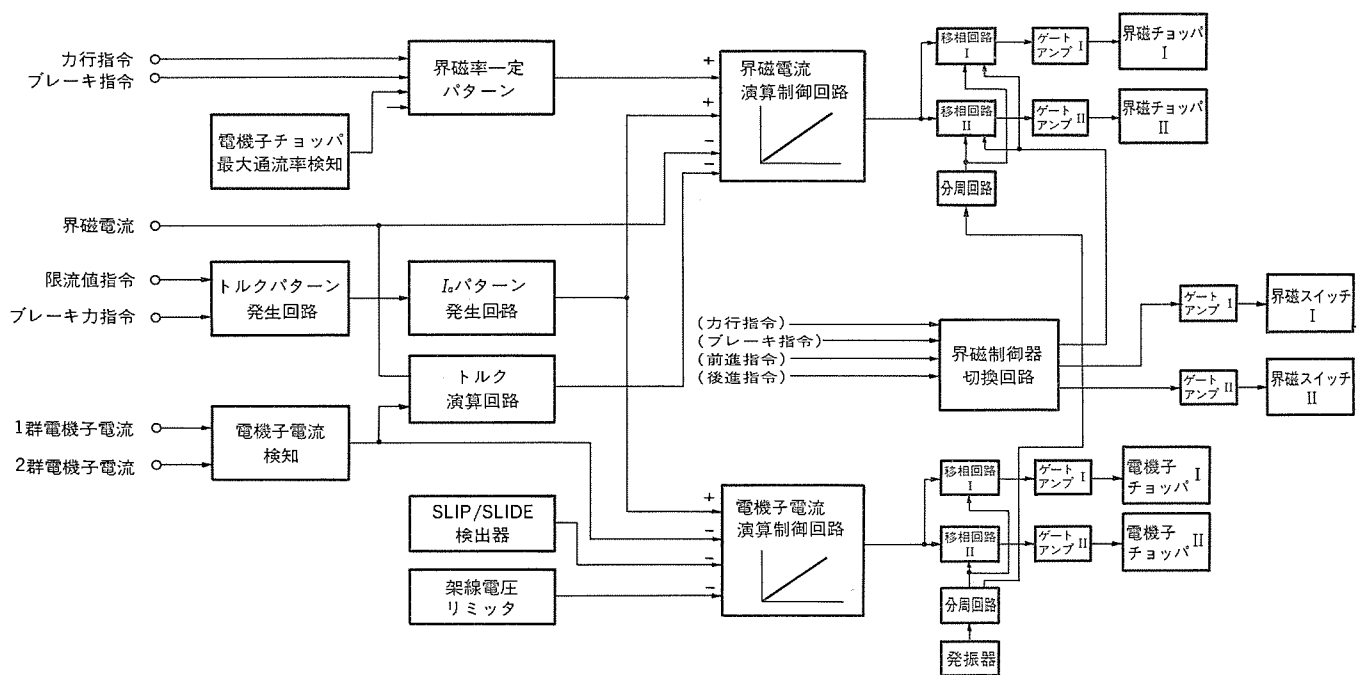 力行指令
ブレーキ指令
界磁率一定
パターン
電機子チョッパ
最大通流率検知
界磁電流
限流値指令
ブレーキ力指令
トルクパターン
発生回路
Iaパターン
発生回路
トルク
演算回路
1群電機子電流
2群電機子電流
電機子電流
検知
SLIP/SLIDE
検出器
架線電圧
リミッタ
+
+
−
−
界磁電流
演算制御回路
+
−
−
−
電機子電流
演算制御回路
移相回路
I
ゲート
アンプ I
界磁チョッパ
I
移相回路
II
ゲート
アンプ II
界磁チョッパ
II
分周回路
(力行指令)
(ブレーキ指令)
(前進指令)
(後進指令)
界磁制御器
切換回路
ゲート
アンプ I
界磁スイッチ
I
ゲート
アンプ II
界磁スイッチ
II
移相回路
I
ゲート
アンプ I
電機子
チョッパ I
移相回路
II
ゲート
アンプ II
電機子
チョッパ II
分周回路
発振器